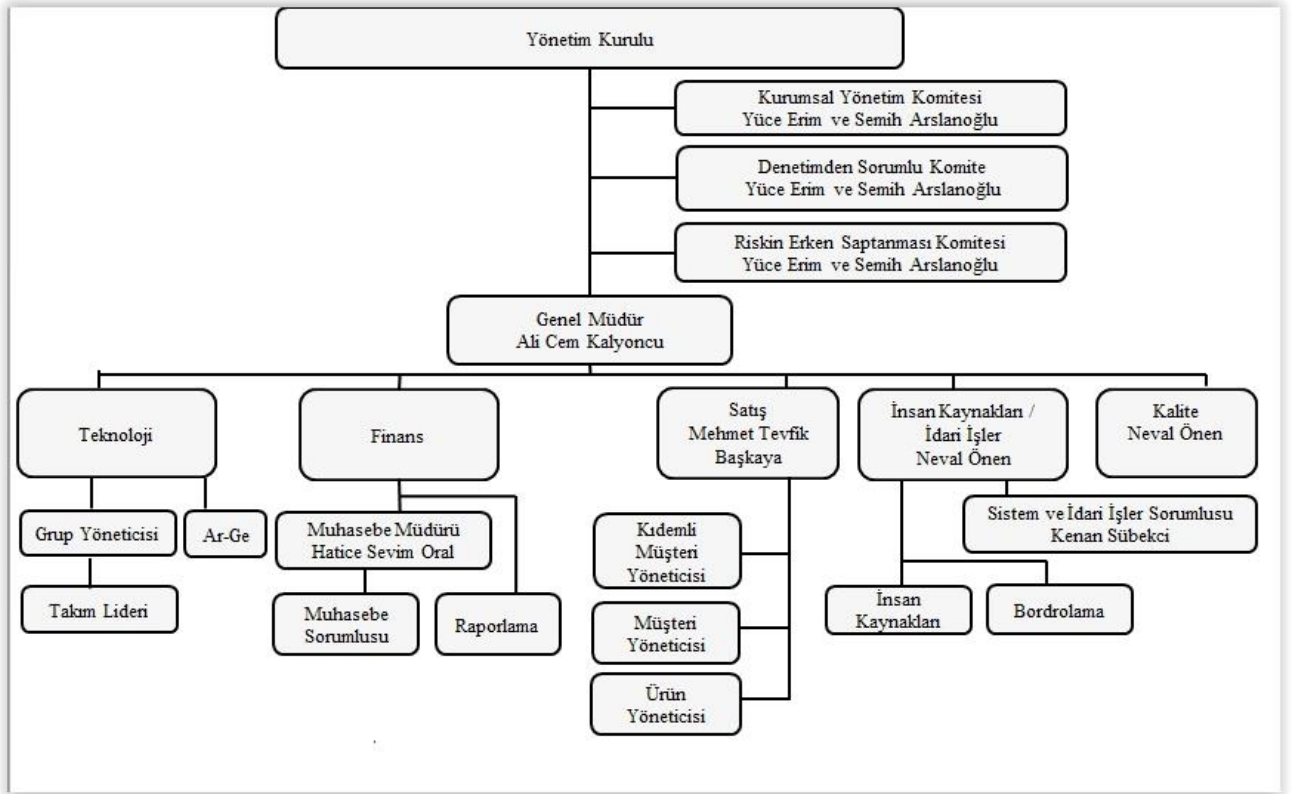 Yönetim Kurulu
Kurumsal Yönetim Komitesi
Yüce Erim ve Semih Arslanoğlu
Denetimden Sorumlu Komite
Yüce Erim ve Semih Arslanoğlu
Riskin Erken Saptanması Komitesi
Yüce Erim ve Semih Arslanoğlu
Genel Müdür
Ali Cem Kalyoncu
Teknoloji
Finans
Satış
Mehmet Tevfik
Başkaya
İnsan Kaynakları /
İdari İşler
Neval Önen
Kalite
Neval Önen
Grup Yöneticisi
Ar-Ge
Takım Lideri
Muhasebe Müdürü
Hatice Sevim Oral
Muhasebe
Sorumlusu
Raporlama
Kıdemli
Müşteri
Yöneticisi
Müşteri
Yöneticisi
Ürün
Yöneticisi
Sistem ve İdari İşler Sorumlusu
Kenan Sübekci
İnsan
Kaynakları
Bordrolama